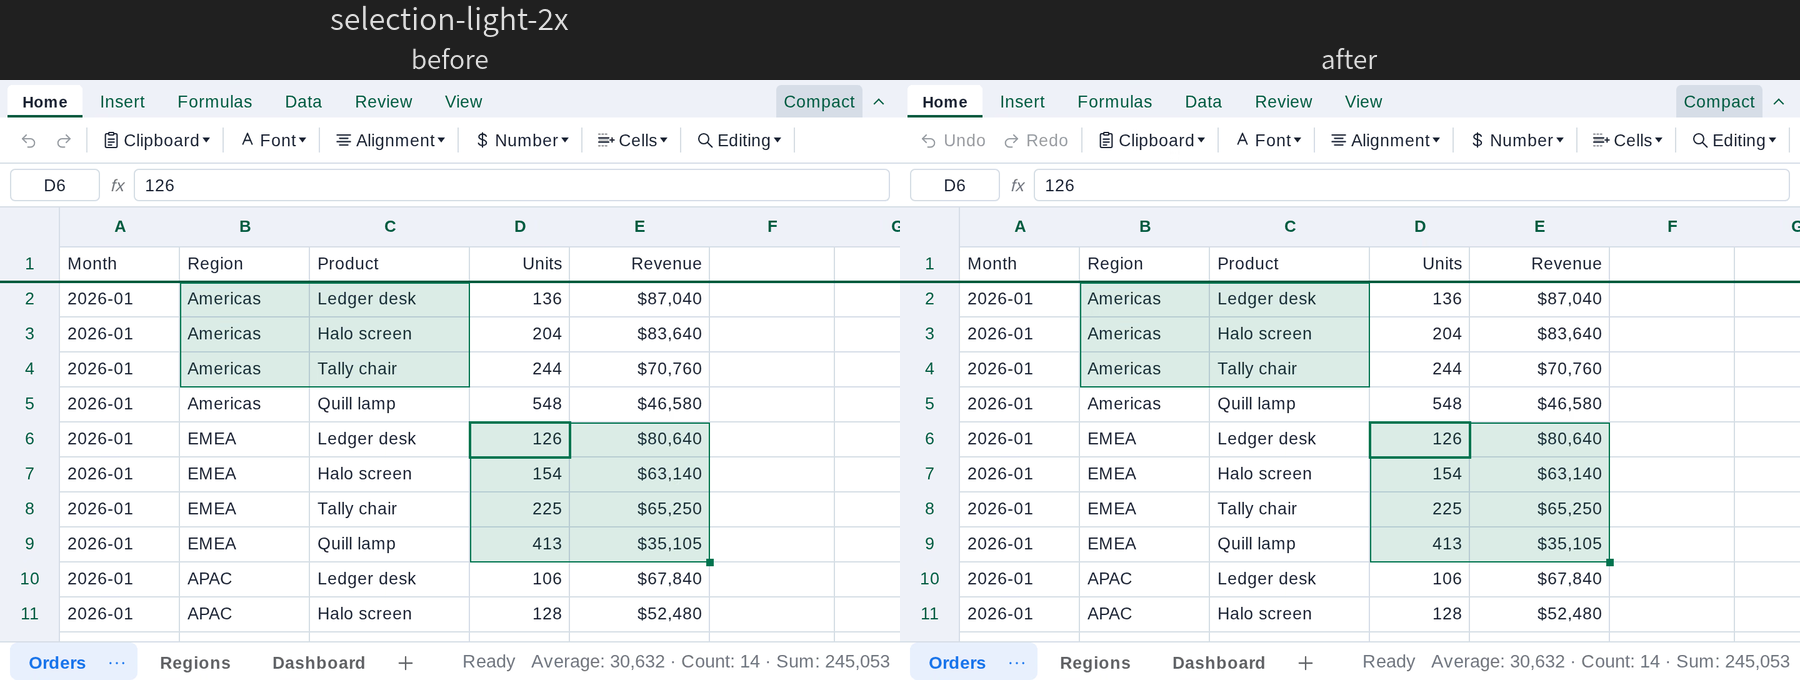 selection-light-2x
before
after
Home Insert Formulas Data Review View Compact
Clipboard Font Alignment $ Number Cells Editing
D6 fx 126
A B C D E F G
1 Month Region Product Units Revenue
2 2026-01 Americas Ledger desk 136 $87,040
3 2026-01 Americas Halo screen 204 $83,640
4 2026-01 Americas Tally chair 244 $70,760
5 2026-01 Americas Quill lamp 548 $46,580
6 2026-01 EMEA Ledger desk 126 $80,640
7 2026-01 EMEA Halo screen 154 $63,140
8 2026-01 EMEA Tally chair 225 $65,250
9 2026-01 EMEA Quill lamp 413 $35,105
10 2026-01 APAC Ledger desk 106 $67,840
11 2026-01 APAC Halo screen 128 $52,480
Orders ··· Regions Dashboard + Ready Average: 30,632 · Count: 14 · Sum: 245,053
Home Insert Formulas Data Review View Compact
Undo Redo Clipboard A Font Alignment $ Number Cells Editing
D6 fx 126
A B C D E F G
1 Month Region Product Units Revenue
2 2026-01 Americas Ledger desk 136 $87,040
3 2026-01 Americas Halo screen 204 $83,640
4 2026-01 Americas Tally chair 244 $70,760
5 2026-01 Americas Quill lamp 548 $46,580
6 2026-01 EMEA Ledger desk 126 $80,640
7 2026-01 EMEA Halo screen 154 $63,140
8 2026-01 EMEA Tally chair 225 $65,250
9 2026-01 EMEA Quill lamp 413 $35,105
10 2026-01 APAC Ledger desk 106 $67,840
11 2026-01 APAC Halo screen 128 $52,480
Orders ··· Regions Dashboard + Ready Average: 30,632 · Count: 14 · Sum: 245,053